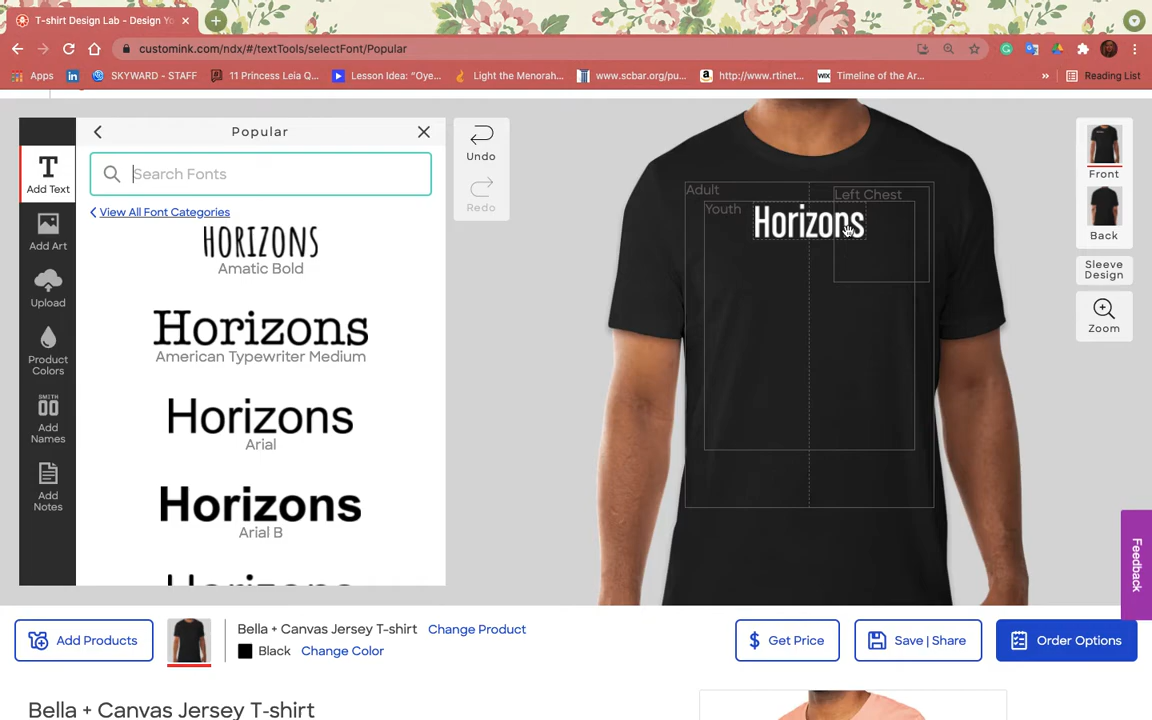 T-shirt Design Lab - Design Yo
customink.com/ndx/#/textTools/selectFont/Popular
Apps
SKYWARD - STAFF
11 Princess Leia Q...
Lesson Idea: “Oye...
Light the Menorah...
www.scbar.org/pu...
http://www.rtinet...
WIX
Timeline of the Ar...
»
Reading List
Popular
Search Fonts
View All Font Categories
HORIZONS
Amatic Bold
Horizons
American Typewriter Medium
Horizons
Arial
Horizons
Arial B
Add Text
Add Art
Upload
Product
Colors
SMITH
00
Add
Names
Add
Notes
Undo
Redo
Adult
Youth
Left Chest
Horizons
Front
Back
Sleeve
Design
Zoom
Feedback
Add Products
Bella + Canvas Jersey T-shirt
Change Product
Black
Change Color
$ Get Price
Save | Share
Order Options
Bella + Canvas Jersey T-shirt